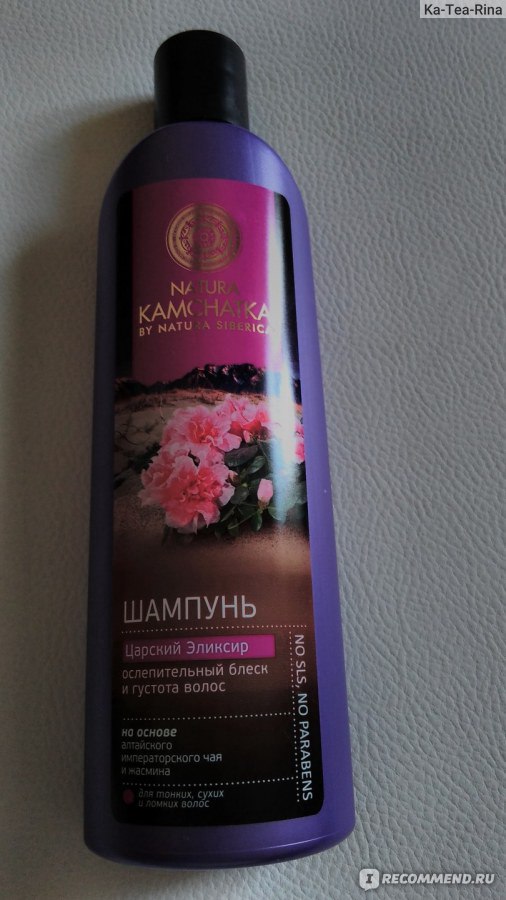 Ka-Tea-Rina
NATURA
KAMCHATKA
BY NATURA SIBERICA
ШАМПУНЬ
Царский Эликсир
ослепительный блеск
и густота волос
на основе
алтайского
императорского чая
и жасмина
для тонких, сухих
и ломких волос
NO SLS, NO PARABENS
IRECOMMEND.RU